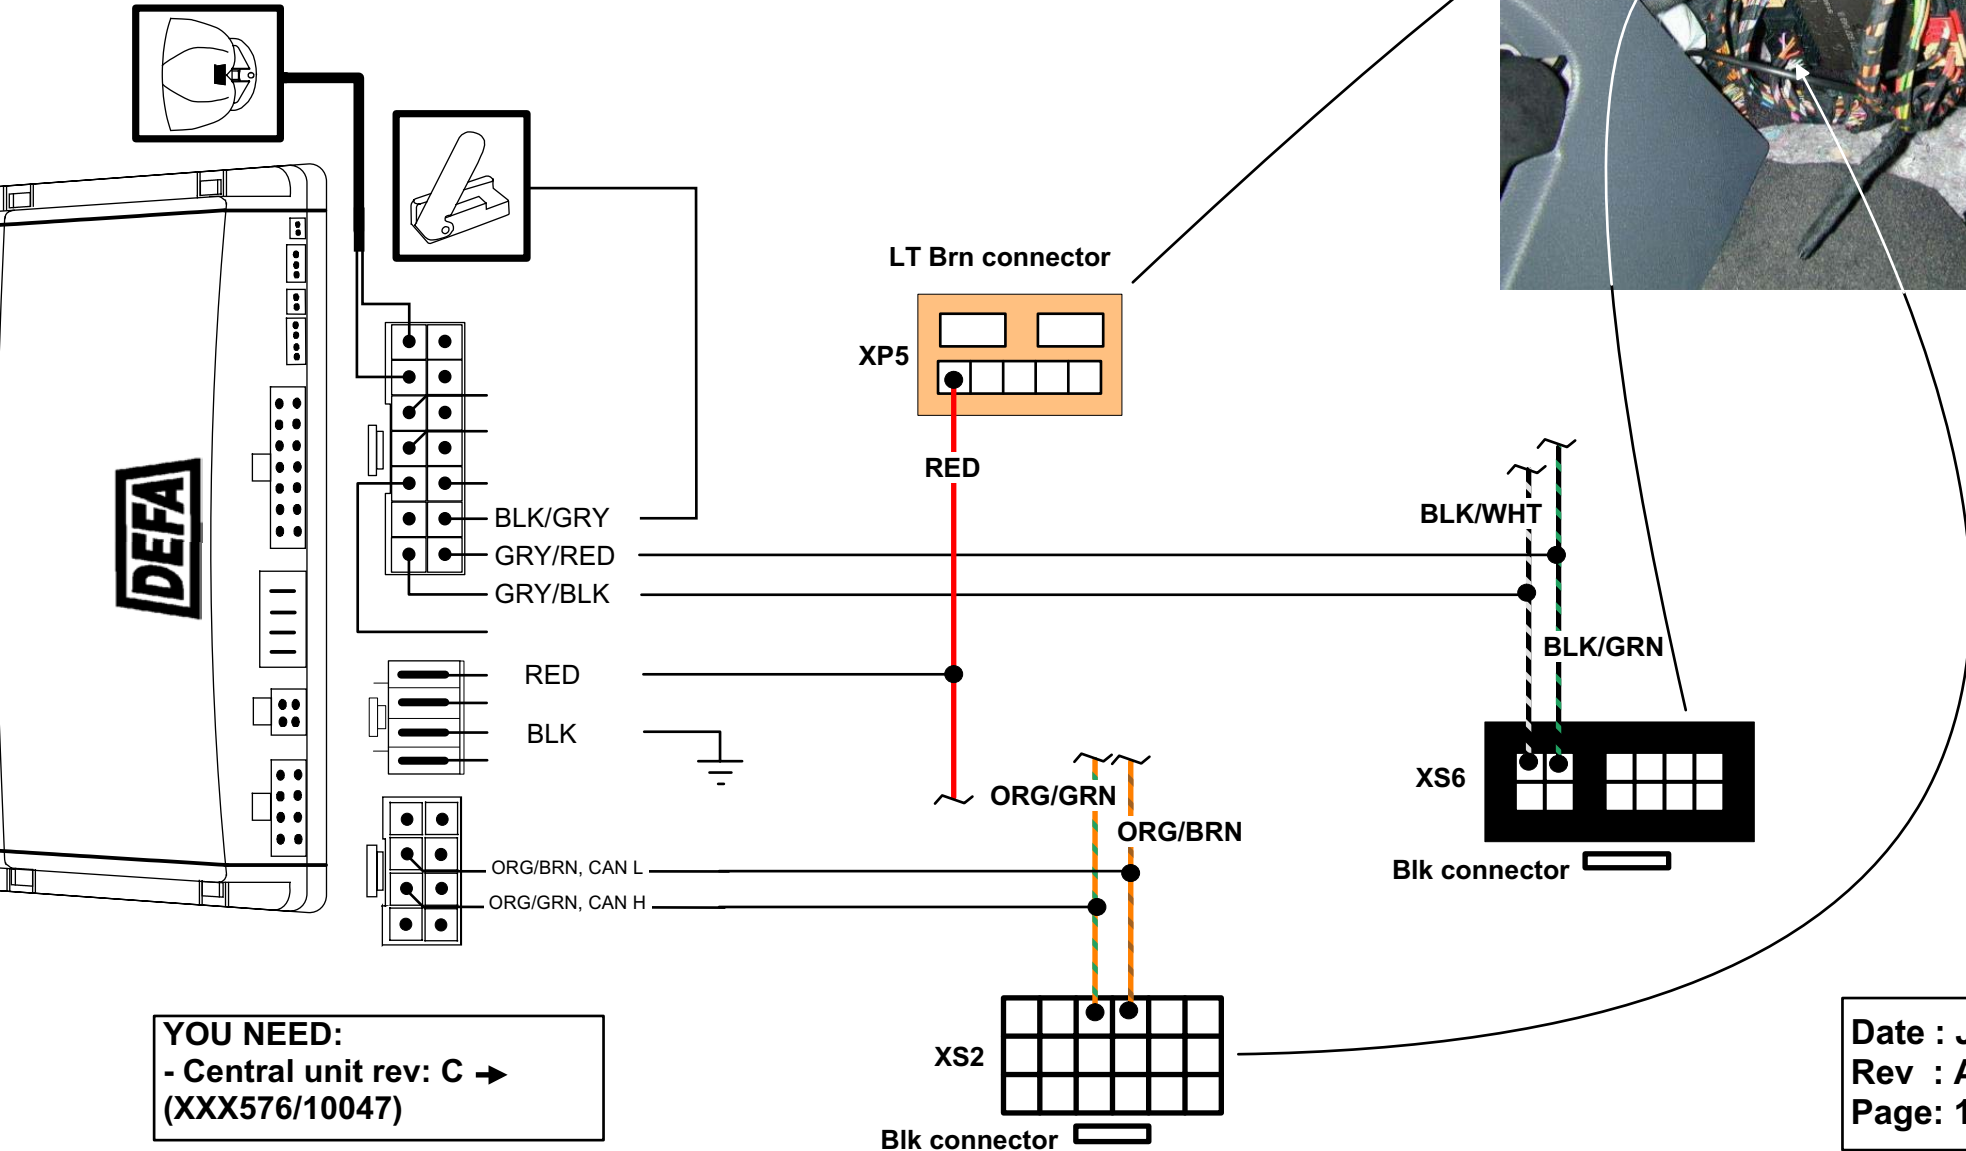 LT Brn connector
XP5
RED
BLK/WHT
BLK/GRY
GRY/RED
GRY/BLK
BLK/GRN
DEFA
RED
BLK
XS6
ORG/GRN
ORG/BRN
Blk connector
ORG/BRN, CAN L
ORG/GRN, CAN H
YOU NEED:
- Central unit rev: C ➔
(XXX576/10047)
XS2
Blk connector
Date :
Rev : A
Page: 1